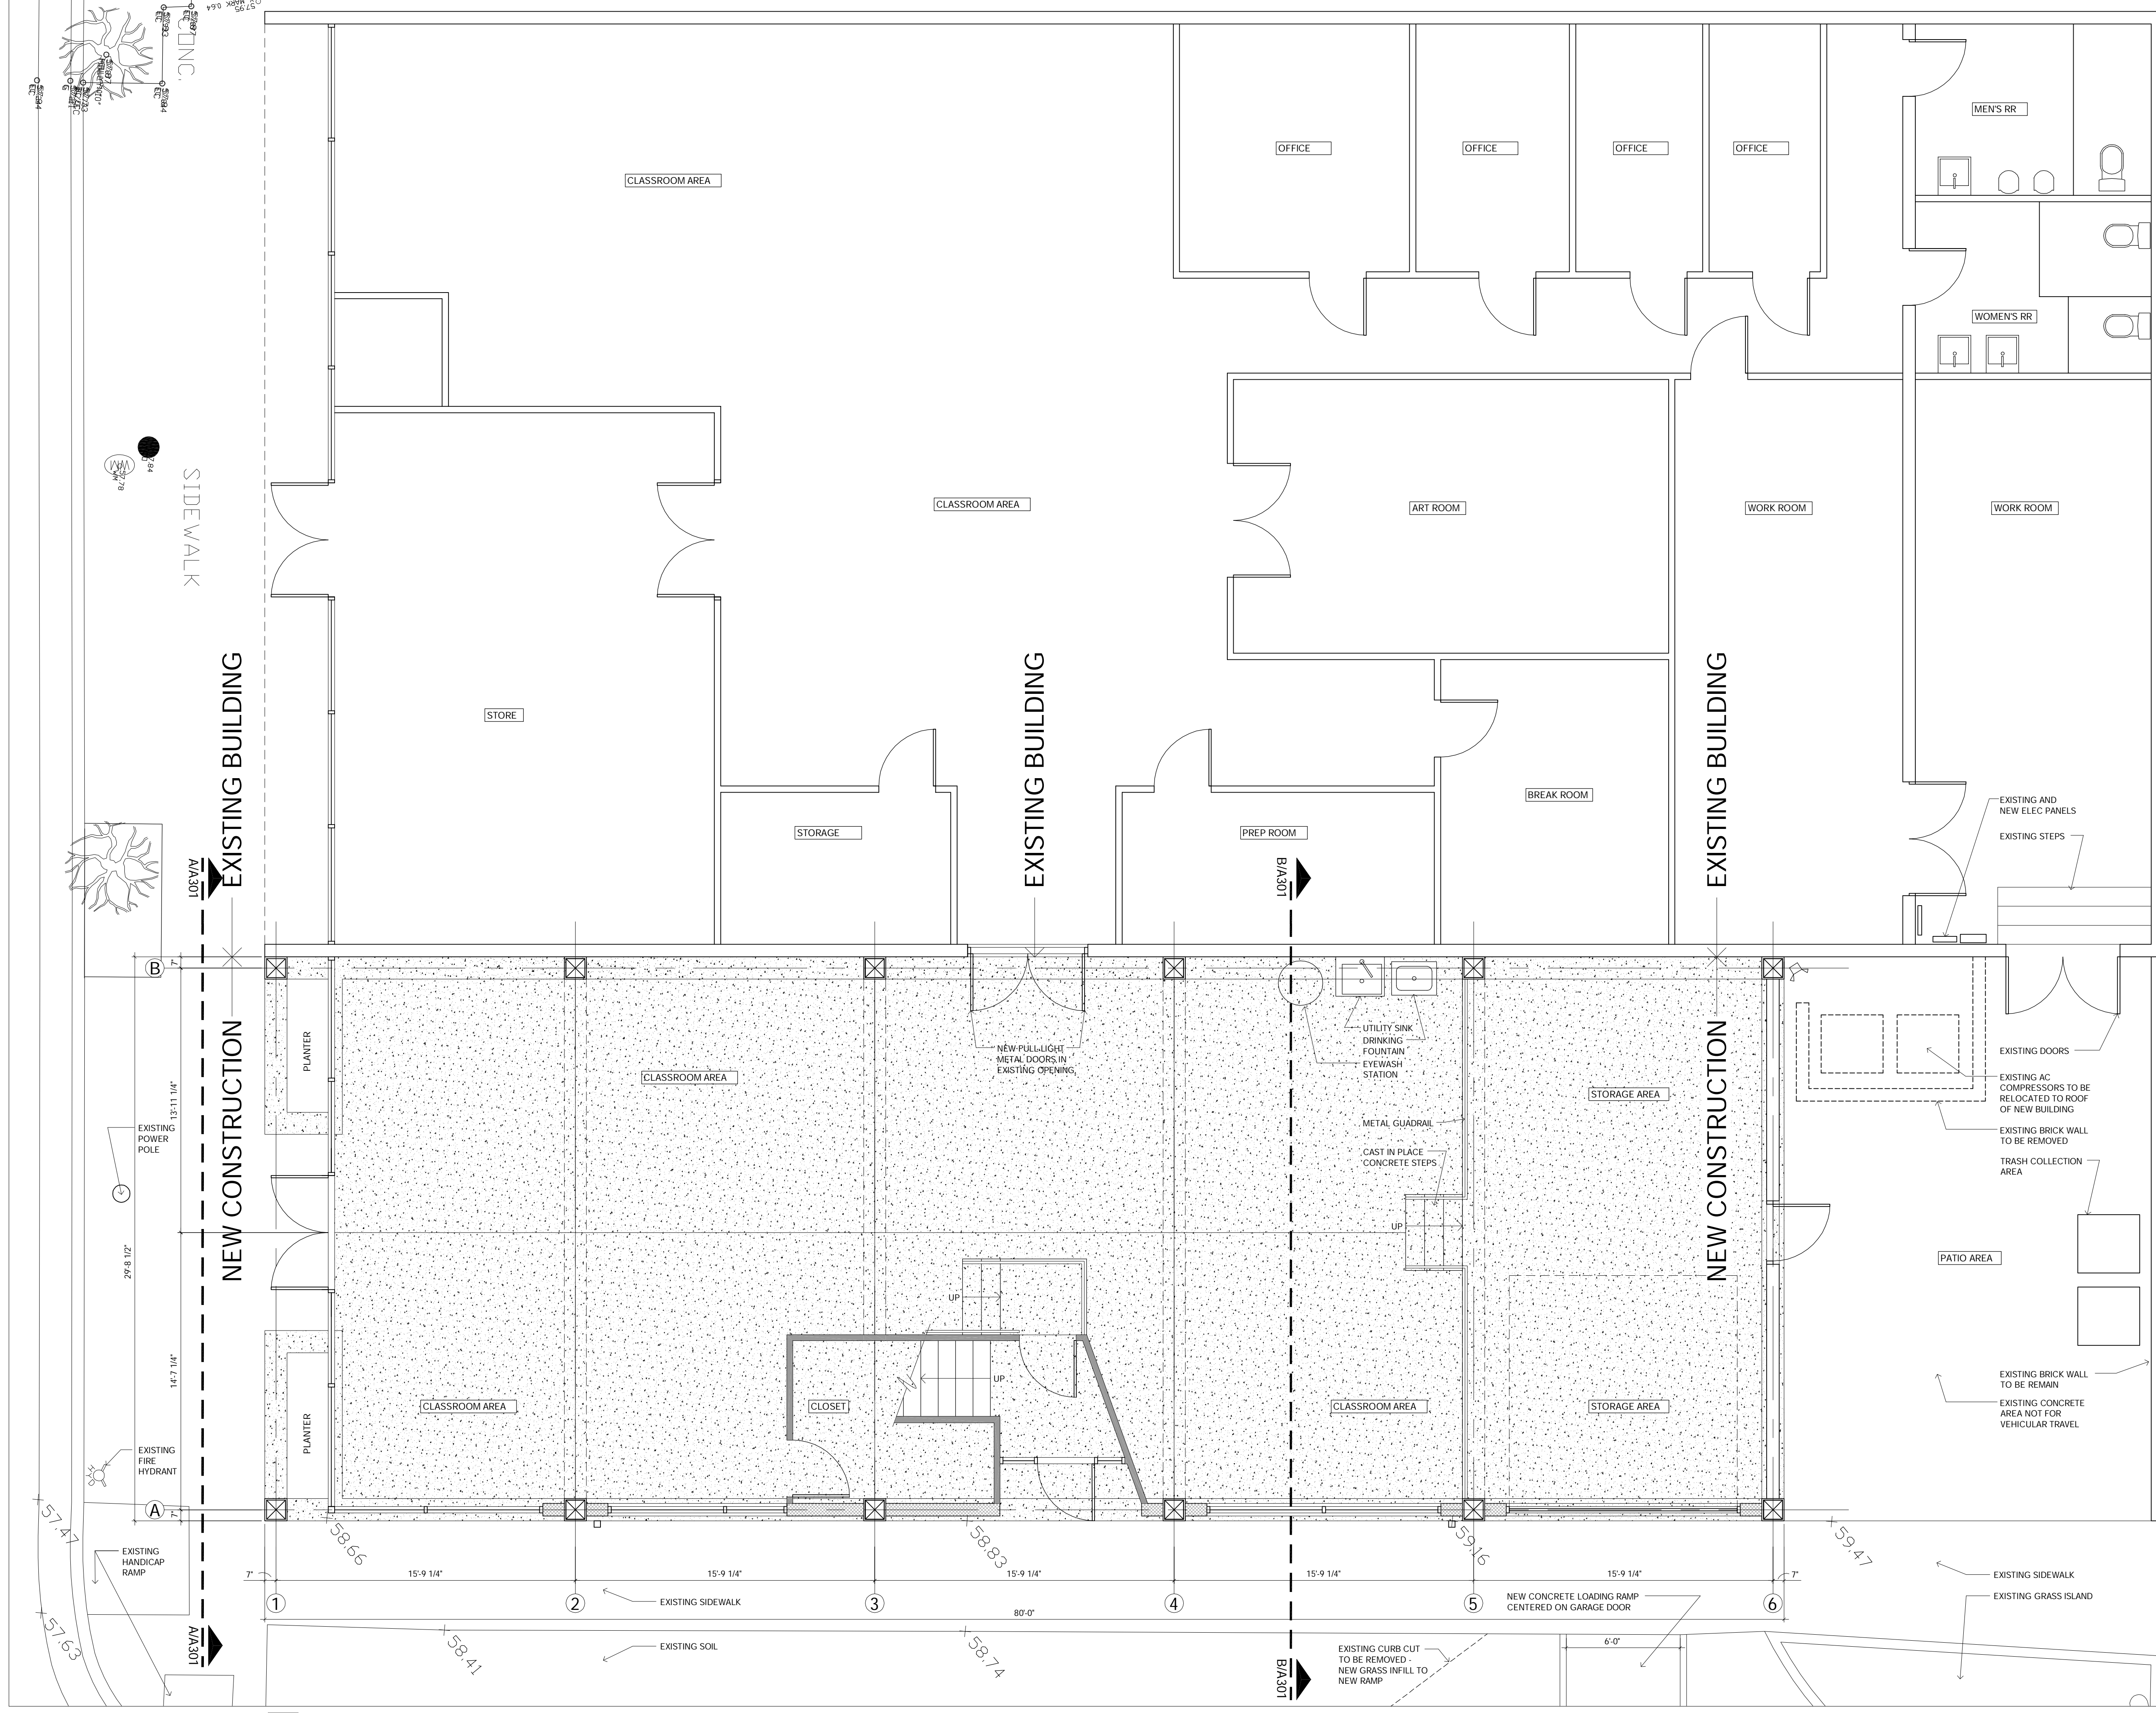 INC.
MEN'S RR
OFFICE
OFFICE
OFFICE
OFFICE
CLASSROOM AREA
WOMEN'S RR
SIDEWALK
CLASSROOM AREA
ART ROOM
WORK ROOM
WORK ROOM
STORE
EXISTING BUILDING
EXISTING BUILDING
EXISTING BUILDING
BREAK ROOM
STORAGE
PREP ROOM
EXISTING AND
NEW ELEC PANELS
EXISTING STEPS
A/A301
B/A301
B
7"
PLANTER
NEW CONSTRUCTION
NEW CONSTRUCTION
CLASSROOM AREA
NEW FULL LIGHT
METAL DOORS IN
EXISTING OPENING
UTILITY SINK
DRINKING
FOUNTAIN
EYEWASH
STATION
STORAGE AREA
METAL GUADRAIL
CAST IN PLACE
CONCRETE STEPS
UP
EXISTING DOORS
EXISTING AC
COMPRESSORS TO BE
RELOCATED TO ROOF
OF NEW BUILDING
EXISTING BRICK WALL
TO BE REMOVED
TRASH COLLECTION
AREA
EXISTING
POWER
POLE
13'-11 1/4"
29'-8 1/2"
14'-7 1/4"
PATIO AREA
UP
UP
CLASSROOM AREA
CLOSET
CLASSROOM AREA
STORAGE AREA
PLANTER
EXISTING BRICK WALL
TO BE REMAIN
EXISTING CONCRETE
AREA NOT FOR
VEHICULAR TRAVEL
EXISTING
FIRE
HYDRANT
A
7"
57.47
58.66
58.83
59.16
59.47
EXISTING
HANDICAP
RAMP
7"
15'-9 1/4"
15'-9 1/4"
15'-9 1/4"
15'-9 1/4"
15'-9 1/4"
7"
EXISTING SIDEWALK
1
2
3
4
5
6
EXISTING SIDEWALK
NEW CONCRETE LOADING RAMP
CENTERED ON GARAGE DOOR
EXISTING GRASS ISLAND
80'-0"
57.63
A/A301
58.41
EXISTING SOIL
58.74
B/A301
EXISTING CURB CUT
TO BE REMOVED -
NEW GRASS INFILL TO
NEW RAMP
6'-0"